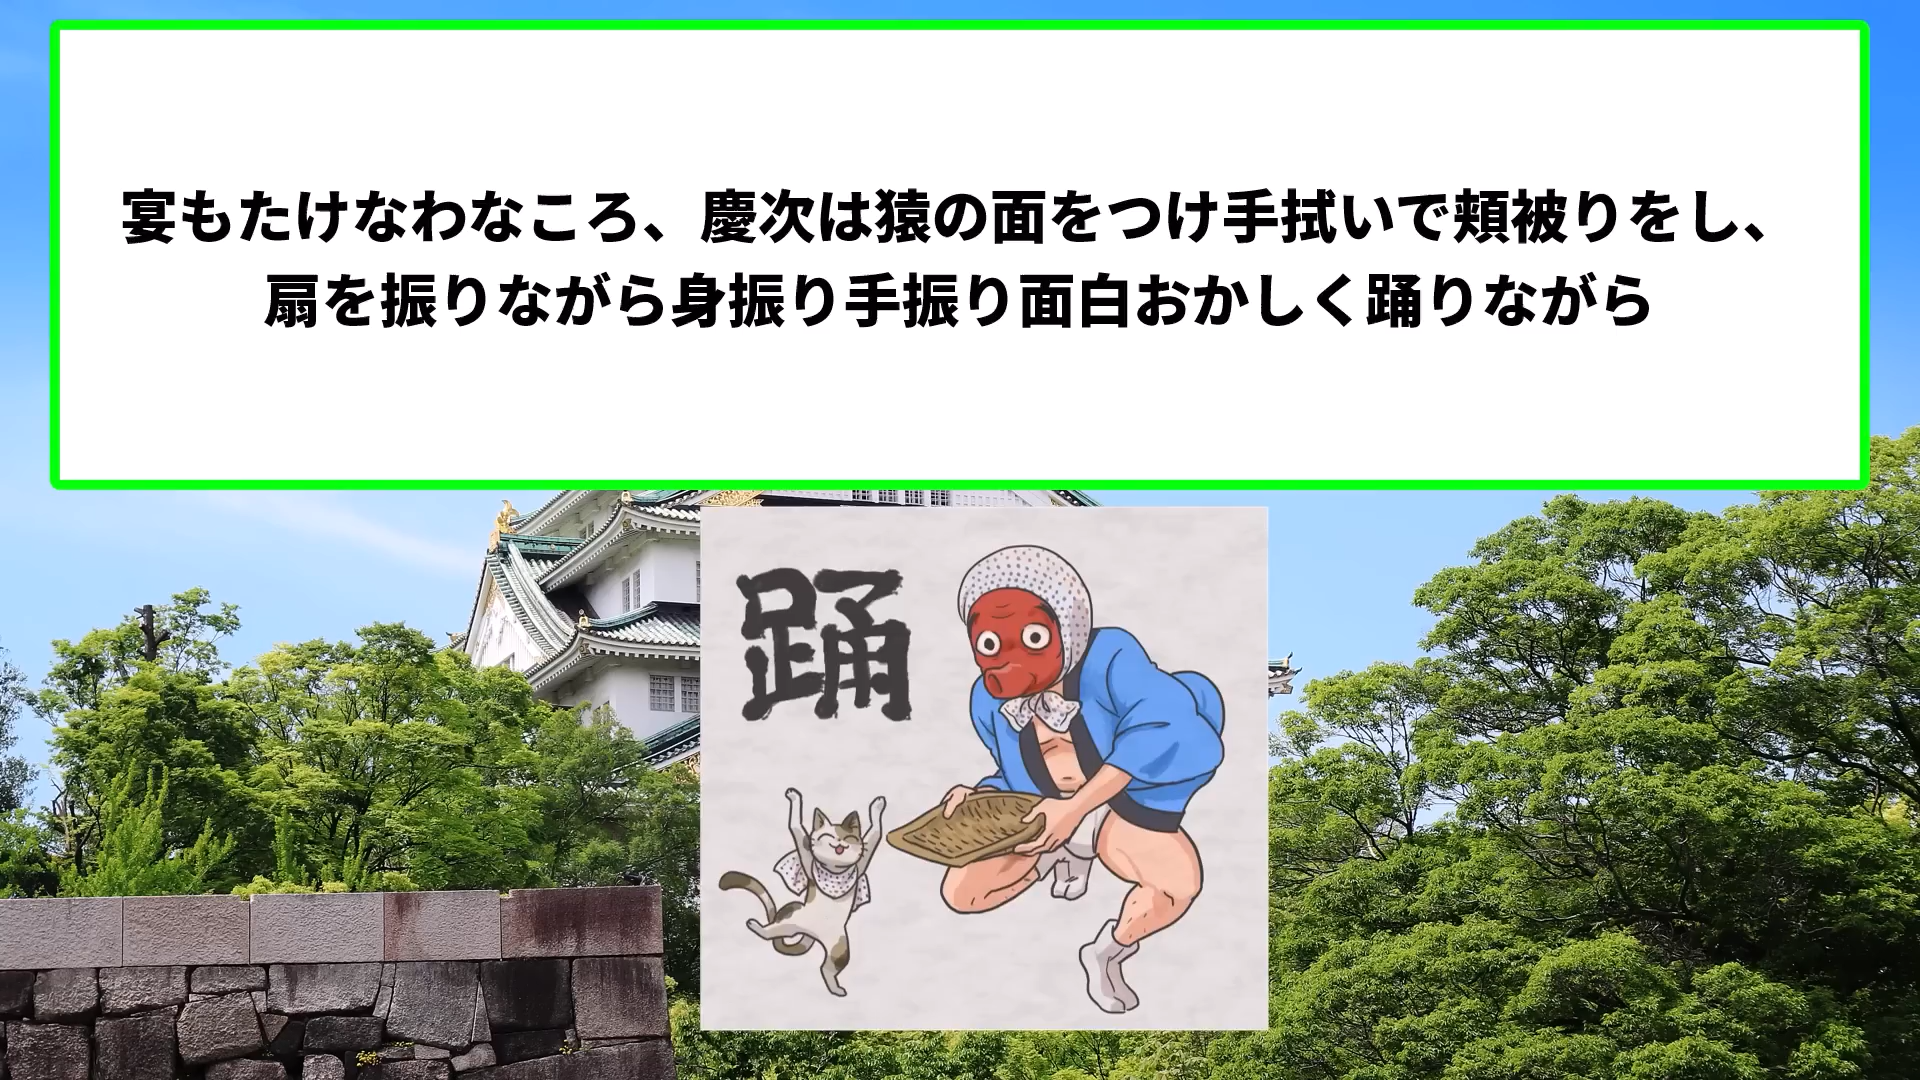 宴もたけなわなころ、慶次は猿の面をつけ手拭いで頬被りをし、
扇を振りながら身振り手振り面白おかしく踊りながら
踊